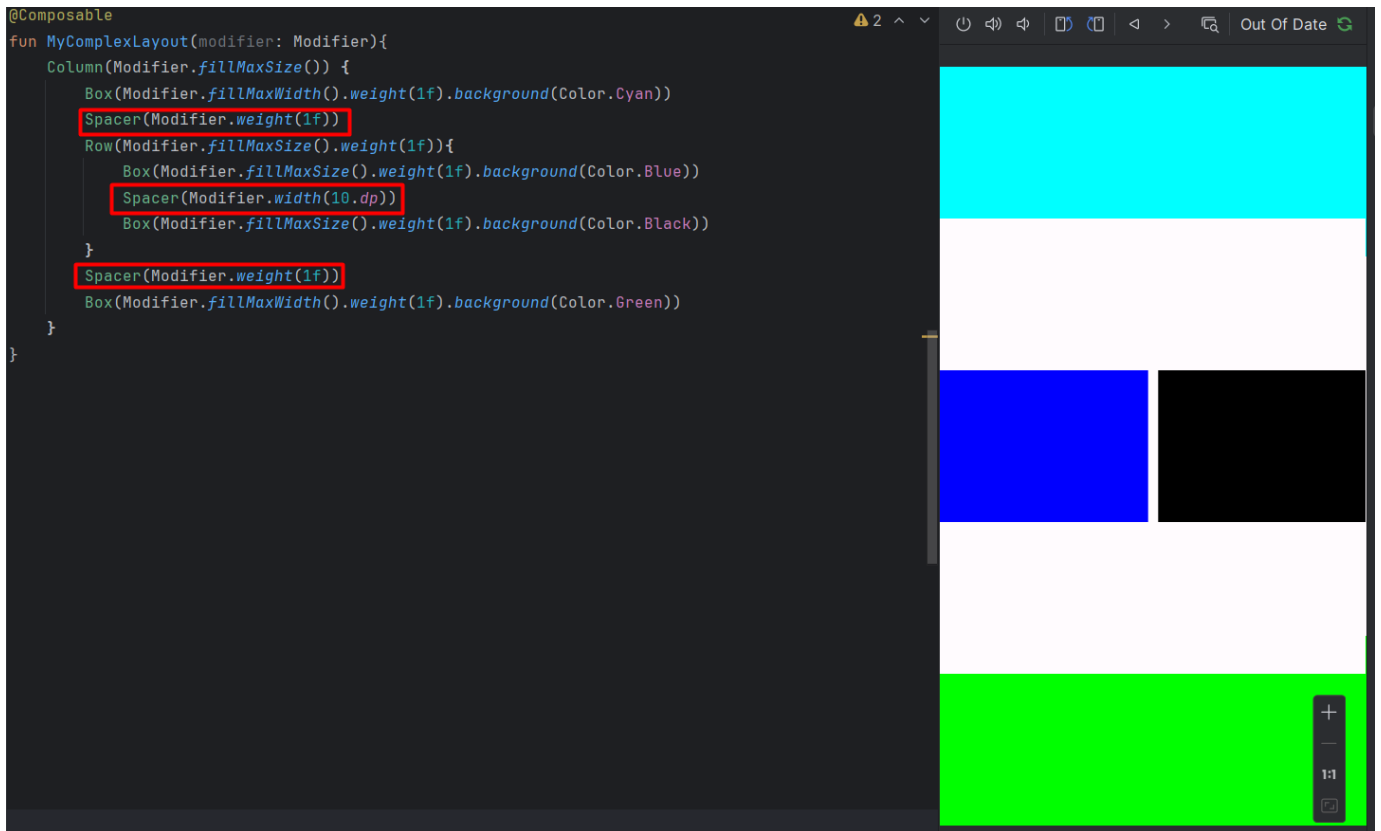 @Composable
2
Out Of Date
fun MyComplexLayout(modifier: Modifier){
Column(Modifier.fillMaxSize()) {
Box(Modifier.fillMaxWidth().weight(1f).background(Color.Cyan))
Spacer(Modifier.weight(1f))
Row(Modifier.fillMaxSize().weight(1f)){
Box(Modifier.fillMaxSize().weight(1f).background(Color.Blue))
Spacer(Modifier.width(10.dp))
Box(Modifier.fillMaxSize().weight(1f).background(Color.Black))
}
Spacer(Modifier.weight(1f))
Box(Modifier.fillMaxWidth().weight(1f).background(Color.Green))
}
}
1:1